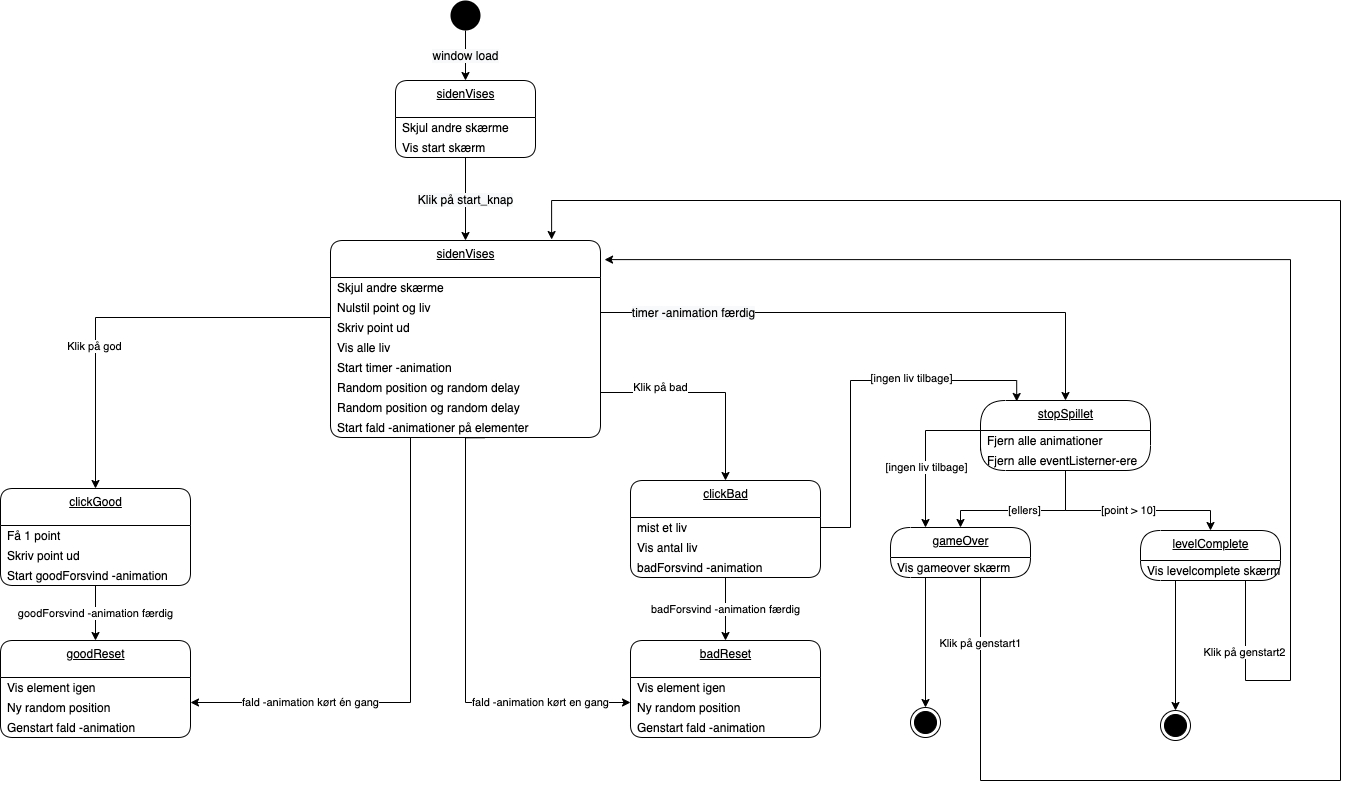 window load
sidenVises
Skjul andre skærme
Vis start skærm
Klik på start_knap
sidenVises
Skjul andre skærme
Nulstil point og liv
Skriv point ud
Vis alle liv
Start timer -animation
Random position og random delay
Random position og random delay
Start fald -animationer på elementer
timer -animation færdig
Klik på god
Klik på bad
[ingen liv tilbage]
stopSpillet
Fjern alle animationer
Fjern alle eventListerner-ere
[ingen liv tilbage]
[ellers]
[point > 10]
clickGood
Få 1 point
Skriv point ud
Start goodForsvind -animation
clickBad
mist et liv
Vis antal liv
badForsvind -animation
gameOver
Vis gameover skærm
levelComplete
Vis levelcomplete skærm
goodForsvind -animation færdig
badForsvind -animation færdig
Klik på genstart1
Klik på genstart2
goodReset
Vis element igen
Ny random position
Genstart fald -animation
fald -animation kørt én gang
fald -animation kørt en gang
badReset
Vis element igen
Ny random position
Genstart fald -animation